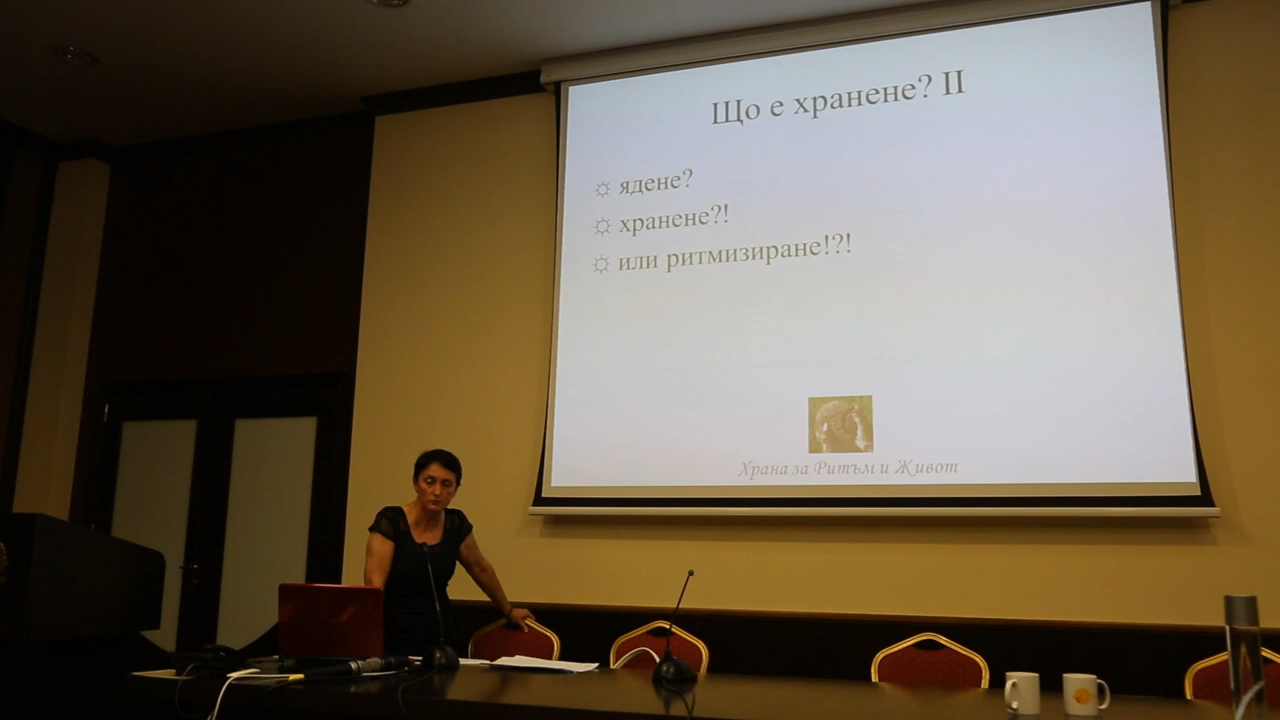 Що е хранене? II
ядене?
хранене?!
или ритмизиране!?!
Храна за Ритъм и Живот